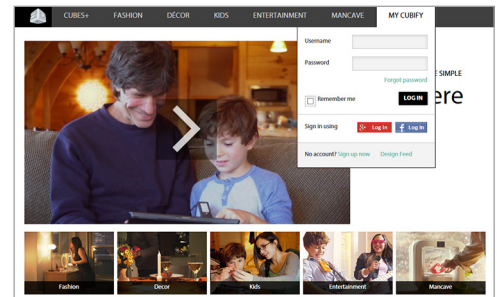 CUBES+ FASHION DÉCOR KIDS ENTERTAINMENT MANCAVE MY CUBIFY
Username
Password
Forgot password
Remember me LOG IN
Sign in using g+ Log In f Log In
No account? Sign up now Design Feed
SIMPLE
ere
Fashion Decor Kids Entertainment Mancave